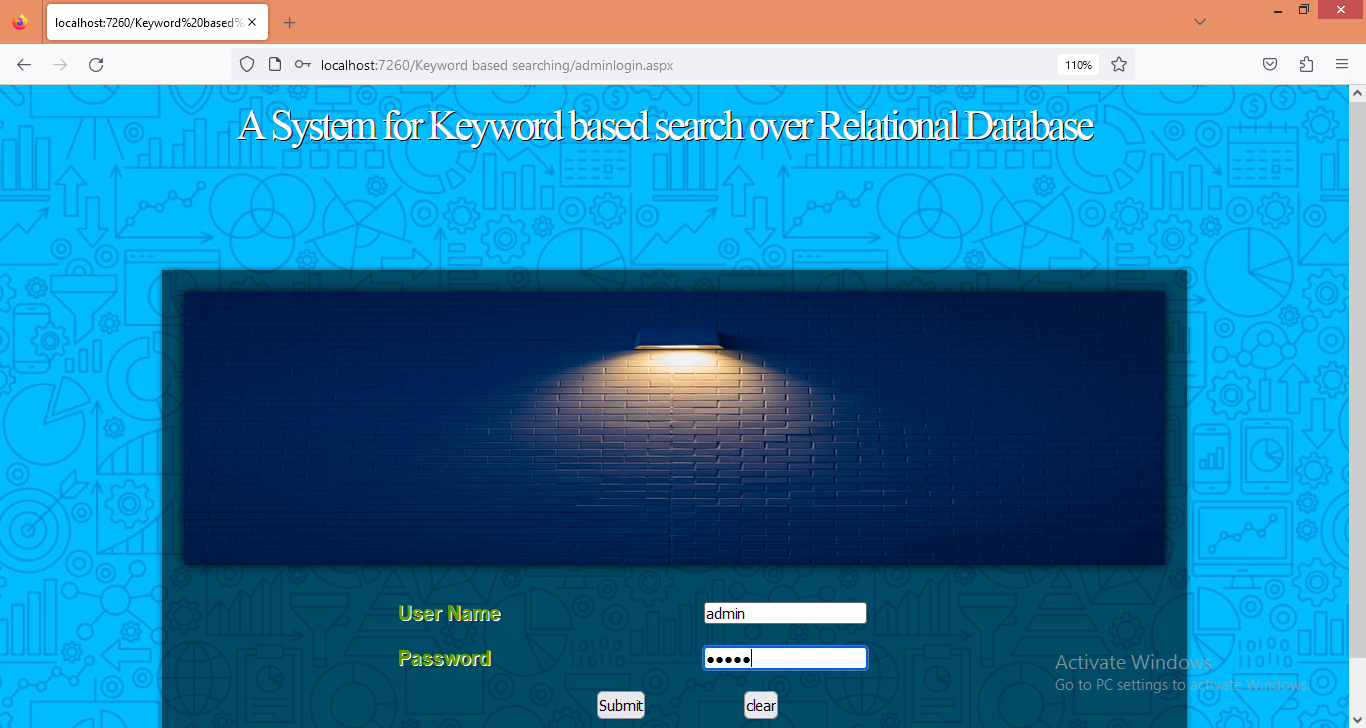 localhost:7260/Keyword%20based%
localhost:7260/Keyword based searching/adminlogin.aspx
110%
A System for Keyword based search over Relational Database
User Name
admin
Password
Activate Windows
Go to PC settings to activate Windows.
Submit
clear